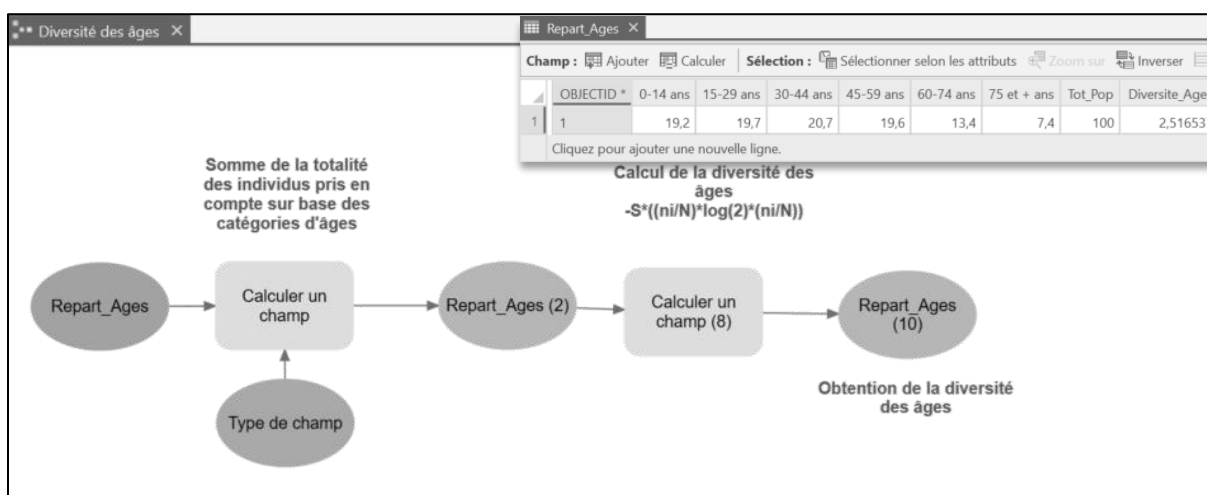 Diversité des âges ×
Repart_Ages ×
Champ : Ajouter Calculer Sélection : Sélectionner selon les attributs Zoom sur Inverser
OBJECTID * 0-14 ans 15-29 ans 30-44 ans 45-59 ans 60-74 ans 75 et + ans Tot_Pop Diversite_Age
1 1 19,2 19,7 20,7 19,6 13,4 7,4 100 2,51653
Cliquez pour ajouter une nouvelle ligne.
Somme de la totalité
des individus pris en
compte sur base des
catégories d'âges
Calcul de la diversité des
âges
-S*((ni/N)*log(2)*(ni/N))
Repart_Ages
Calculer un
champ
Repart_Ages (2)
Calculer un
champ (8)
Repart_Ages
(10)
Type de champ
Obtention de la diversité
des âges